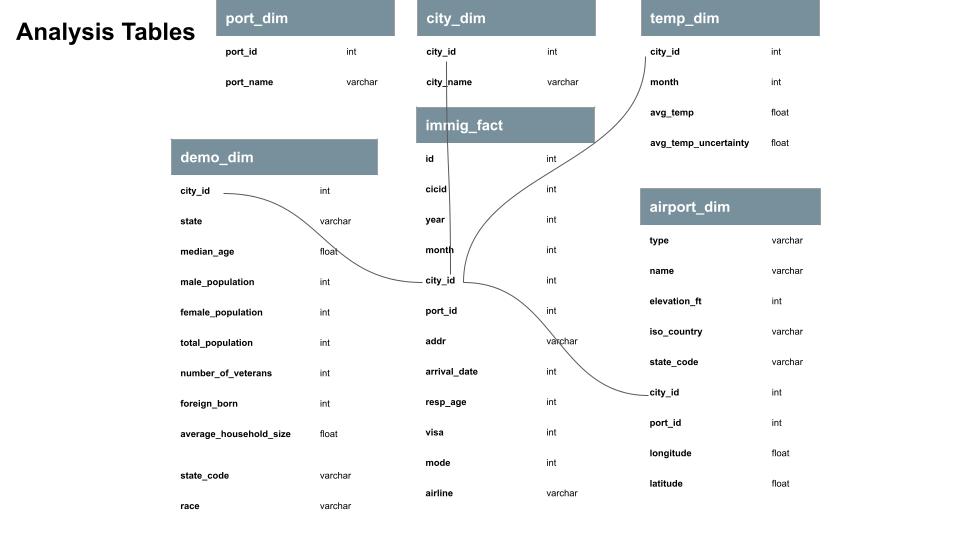 Analysis Tables
port_dim
port_id int
port_name varchar
city_dim
city_id int
city_name varchar
temp_dim
city_id int
month int
avg_temp float
avg_temp_uncertainty float
demo_dim
city_id int
state varchar
median_age float
male_population int
female_population int
total_population int
number_of_veterans int
foreign_born int
average_household_size float
state_code varchar
race varchar
immig_fact
id int
cicid int
year int
month int
city_id int
port_id int
addr varchar
arrival_date int
resp_age int
visa int
mode int
airline varchar
airport_dim
type varchar
name varchar
elevation_ft int
iso_country varchar
state_code varchar
city_id int
port_id int
longitude float
latitude float